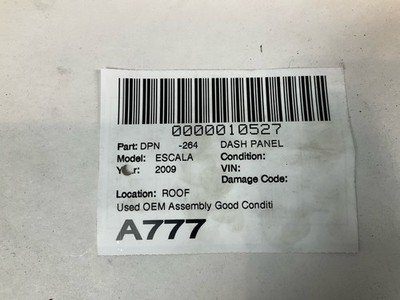 0000010527
Part: DPN -264 DASH PANEL
Model: ESCALA Condition:
Year: 2009 VIN:
Damage Code:
Location: ROOF
Used OEM Assembly Good Conditi
A777